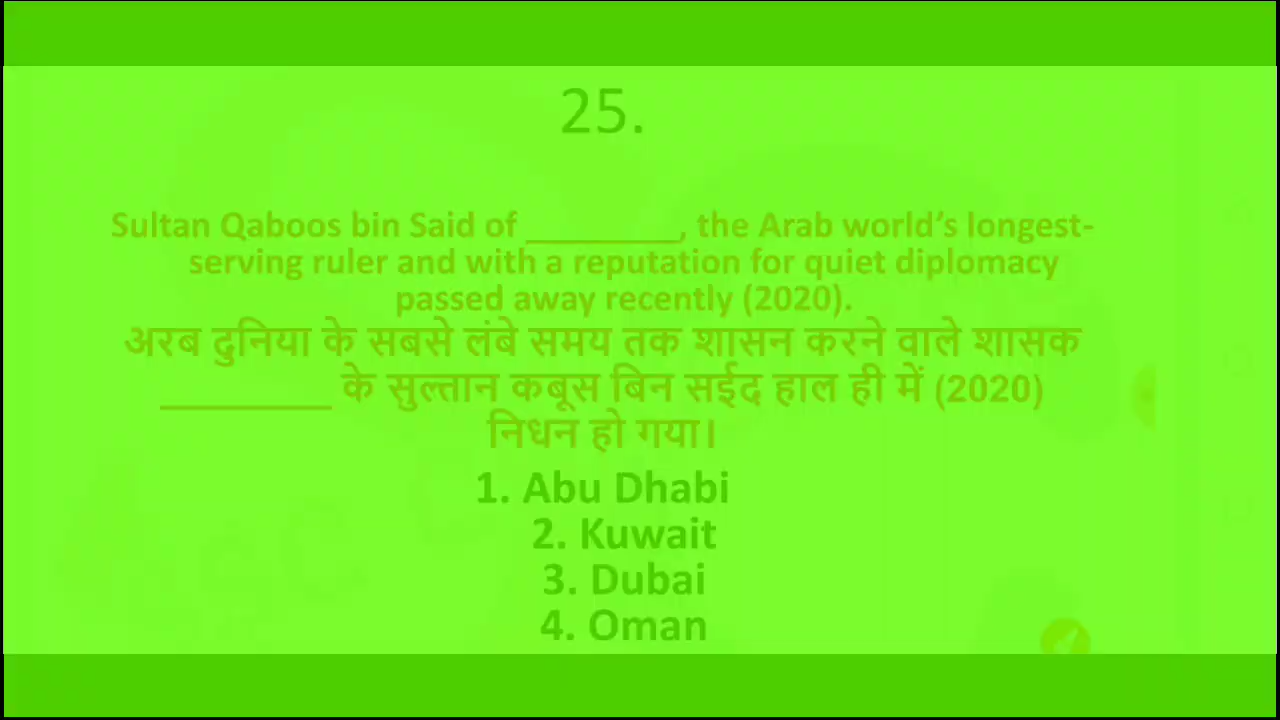 25.
Sultan Qaboos bin Said of ________, the Arab world’s longest-
serving ruler and with a reputation for quiet diplomacy
passed away recently (2020).
अरब दुनिया के सबसे लंबे समय तक शासन करने वाले शासक
_________ के सुल्तान कबूस बिन सईद हाल ही में (2020)
निधन हो गया।
1. Abu Dhabi
2. Kuwait
3. Dubai
4. Oman